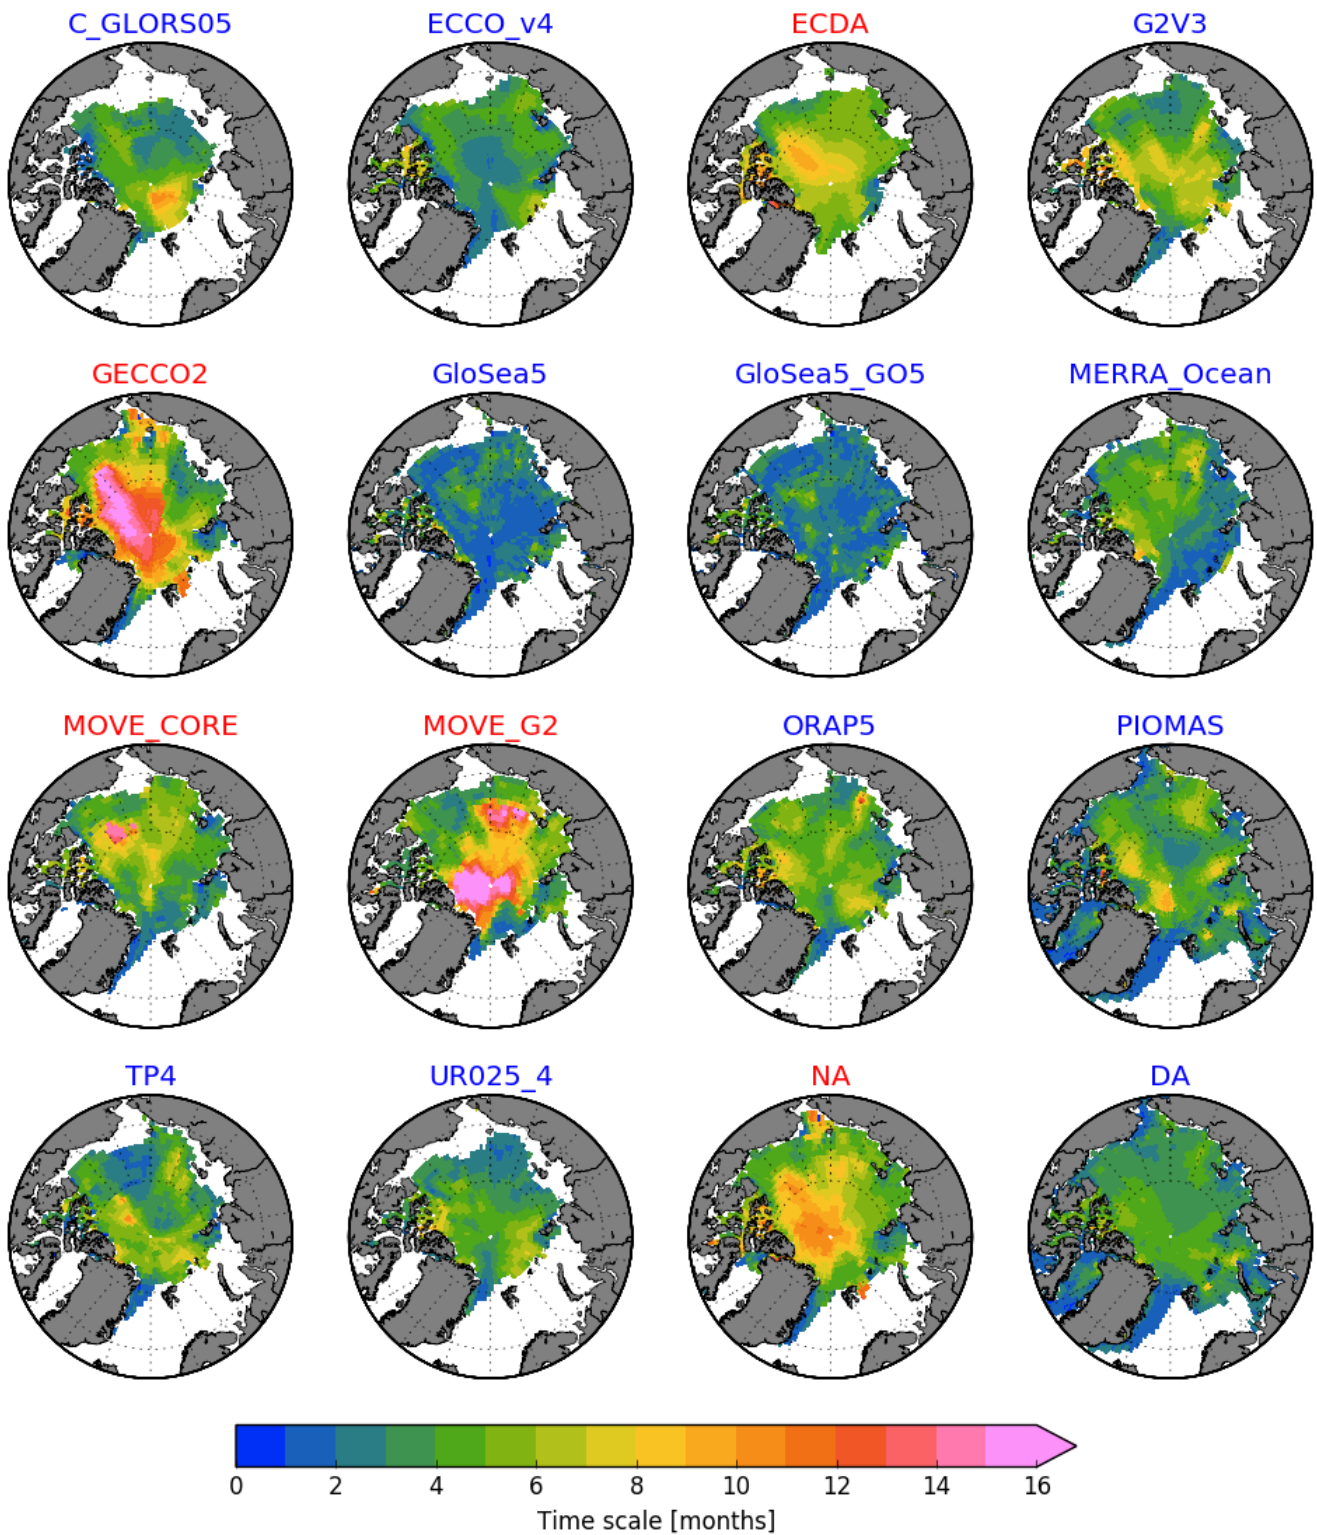 C_GLORS05 ECCO_v4 ECDA G2V3
GECCO2 GloSea5 GloSea5_GO5 MERRA_Ocean
MOVE_CORE MOVE_G2 ORAP5 PIOMAS
TP4 UR025_4 NA DA
0 2 4 6 8 10 12 14 16
Time scale [months]